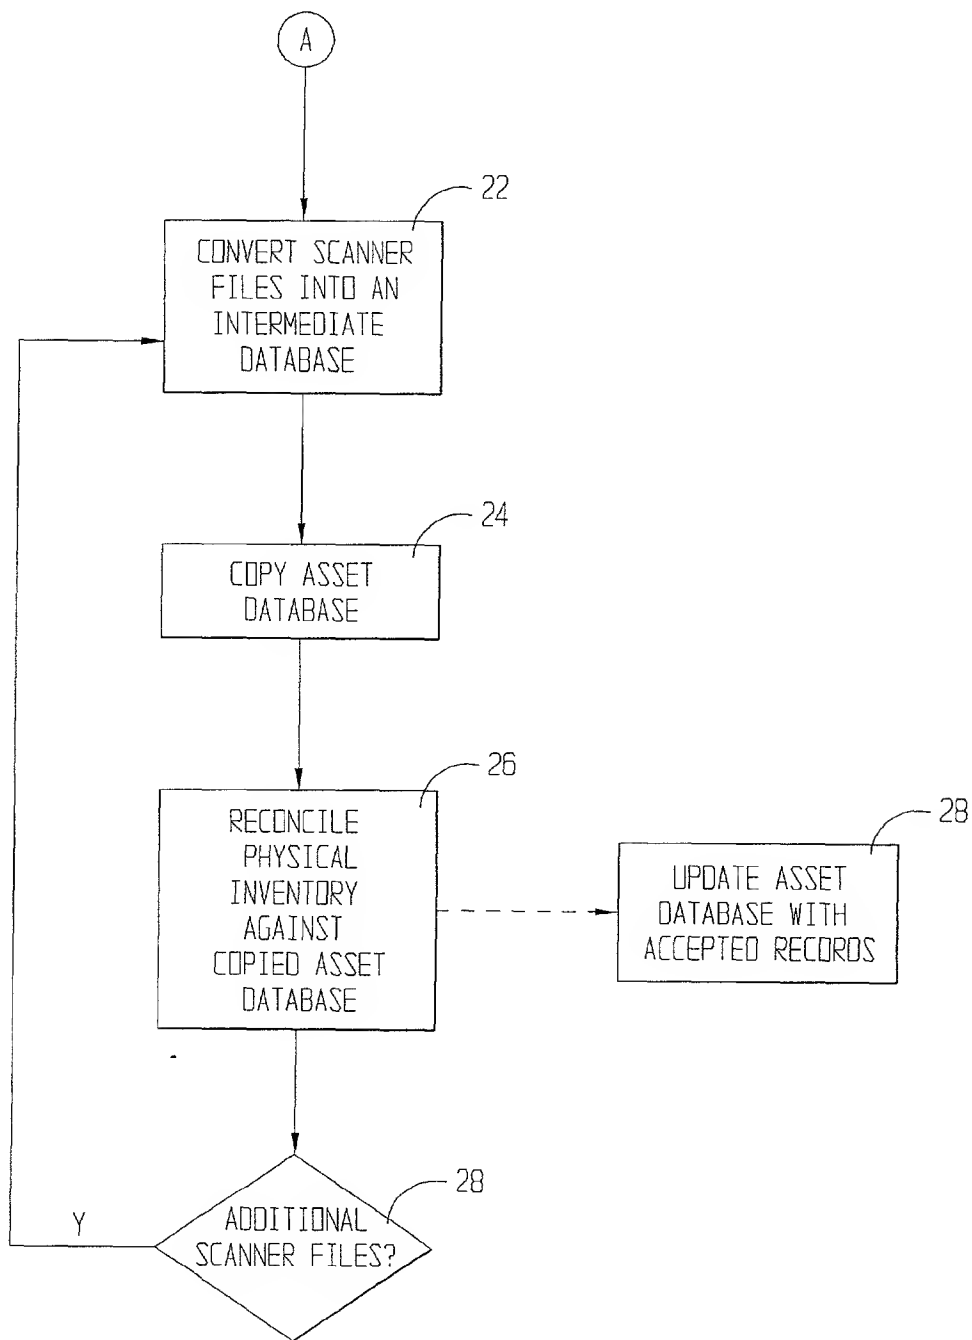 A
22
CONVERT SCANNER
FILES INTO AN
INTERMEDIATE
DATABASE
24
COPY ASSET
DATABASE
26
RECONCILE
PHYSICAL
INVENTORY
AGAINST
COPIED ASSET
DATABASE
28
UPDATE ASSET
DATABASE WITH
ACCEPTED RECORDS
28
ADDITIONAL
SCANNER FILES?
Y